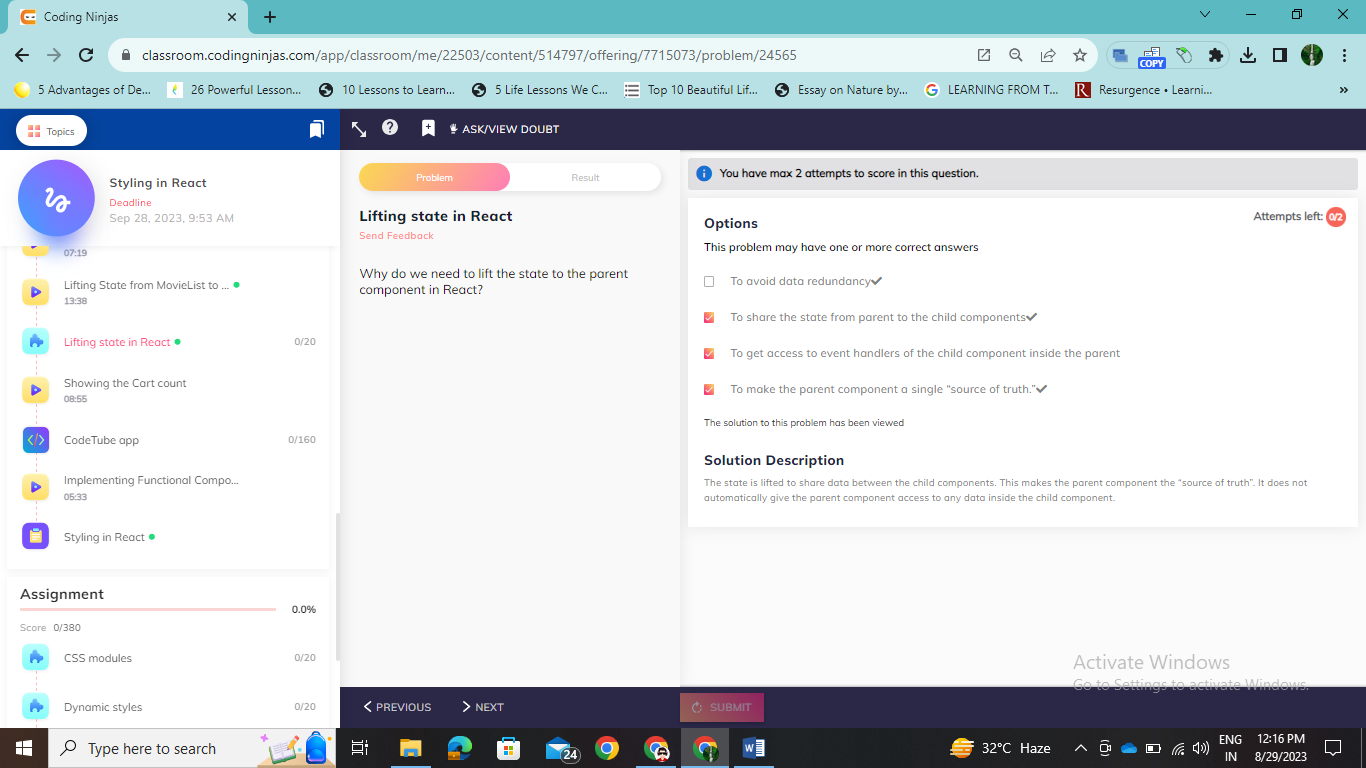 Coding Ninjas
classroom.codingninjas.com/app/classroom/me/22503/content/514797/offering/7715073/problem/24565
COPY
5 Advantages of De...
26 Powerful Lesson...
10 Lessons to Learn...
5 Life Lessons We C...
Top 10 Beautiful Lif...
Essay on Nature by...
LEARNING FROM T...
Resurgence • Learni...
»
Topics
ASK/VIEW DOUBT
Styling in React
Deadline
Sep 28, 2023, 9:53 AM
07:19
Lifting State from MovieList to ...
13:38
Lifting state in React
0/20
Showing the Cart count
08:55
CodeTube app
0/160
Implementing Functional Compo...
05:33
Styling in React
Assignment
0.0%
Score 0/380
CSS modules
0/20
Dynamic styles
0/20
Problem
Result
Lifting state in React
Send Feedback
Why do we need to lift the state to the parent
component in React?
You have max 2 attempts to score in this question.
Options
Attempts left: 0/2
This problem may have one or more correct answers
To avoid data redundancy
To share the state from parent to the child components
To get access to event handlers of the child component inside the parent
To make the parent component a single “source of truth.”
The solution to this problem has been viewed
Solution Description
The state is lifted to share data between the child components. This makes the parent component the “source of truth”. It does not
automatically give the parent component access to any data inside the child component.
Activate Windows
Go to Settings to activate Windows.
PREVIOUS
NEXT
SUBMIT
Type here to search
24
32°C Haze
ENG
IN
12:16 PM
8/29/2023